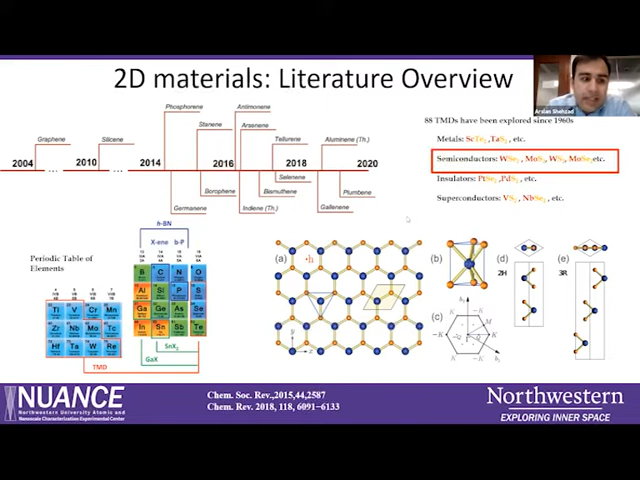 2D materials: Literature Overview
Arslan Shehzad
Phosphorene
Antimonene
Stanene
Arsenene
Graphene
Silicene
Tellurene
Aluminene (Th.)
2004
...
2010
...
2014
2016
2018
2020
Selenene
Borophene
Bismuthene
Plumbene
Germanene
Indiene (Th.)
Gallenene
88 TMDs have been explored since 1960s
Metals: ScTe2, TaS2, etc.
Semiconductors: WSe2, MoS2, WS2, MoSe2etc.
Insulators: PtSe2,PdS2, etc.
Superconductors: VS2, NbSe2, etc.
Periodic Table of
Elements
h-BN
X-ene b-P
B C N O
Al Si P S
Ti V Cr Mn
Ga Ge As Se
Zr Nb Mo Tc
In Sn Sb Te
Hf Ta W Re
SnX2
GaX
TMD
(a)
h
y
x
(b)
(c)
K
-K
M
Γ
Q
-Q
b1
(d)
2H
(e)
3R
NUANCE
Northwestern University Atomic and
Nanoscale Characterization Experimental Center
Chem. Soc. Rev.,2015,44,2587
Chem. Rev. 2018, 118, 6091−6133
Northwestern
EXPLORING INNER SPACE